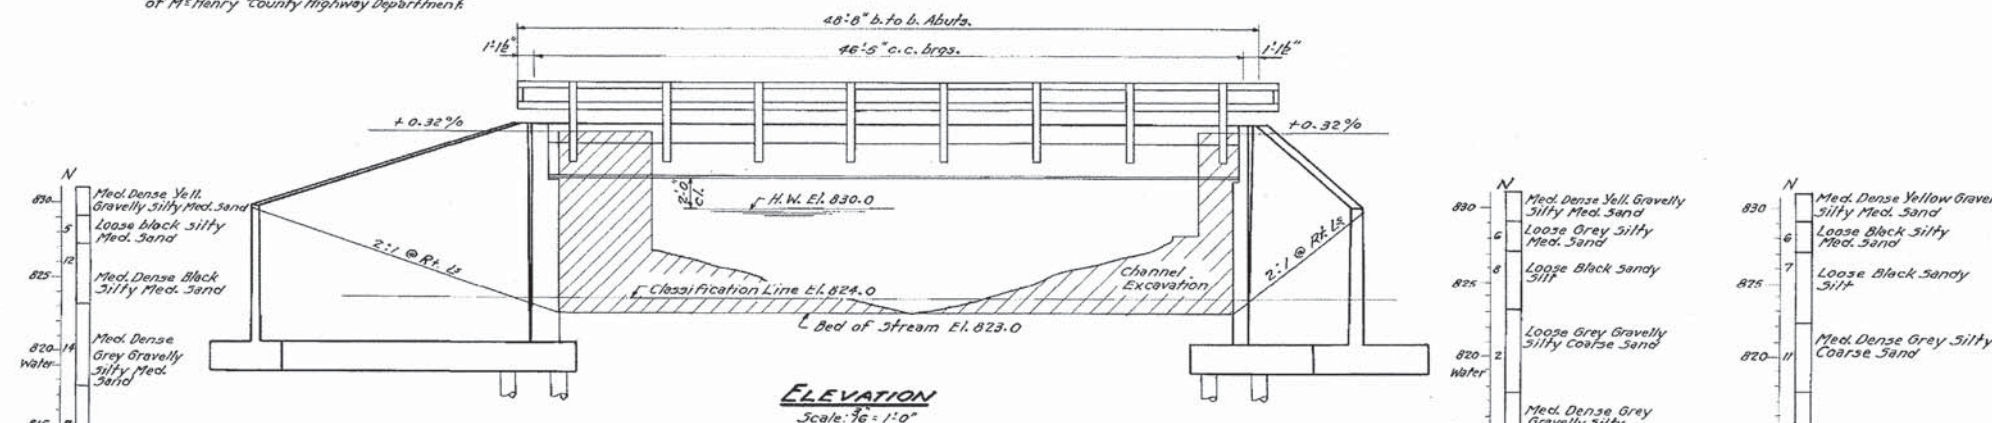 of McHenry County Highway Department.
48'-8" b. to b. Abuts.
1'-1½"
46'-5" c.c. brgs.
1'-1½"
+0.32%
+0.32%
N
830
Med. Dense Yell.
Gravelly Silty Med. Sand
5
Loose black silty
Med. Sand
12
825
Med. Dense Black
Silty Med. Sand
820
14
Water
Med. Dense
Grey Gravelly
Silty Med.
Sand
815
2:1 @ Rt. Ls
2'-0"
cl.
H.W. El. 830.0
Classification Line El. 824.0
Channel
Excavation
Bed of Stream El. 823.0
2:1 @ Rt. Ls
ELEVATION
Scale: 3/16" = 1'-0"
N
830
Med. Dense Yell. Gravelly
Silty Med. Sand
6
Loose Grey Silty
Med. Sand
8
825
Loose Black Sandy
Silt
Loose Grey Gravelly
Silty Coarse Sand
820
2
Water
Med. Dense Grey
Gravelly Silty
N
830
Med. Dense Yellow Gravel
Silty Med. Sand
6
Loose Black Silty
Med. Sand
7
825
Loose Black Sandy
Silt
820
11
Med. Dense Grey Silty
Coarse Sand